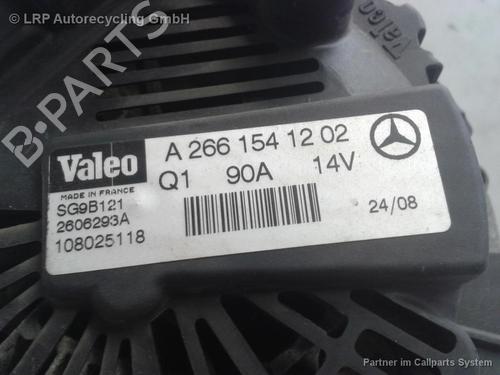 LRP Autorecycling GmbH
Valeo
Valeo
MADE IN FRANCE
SG9B121
2606293A
108025118
A 266 154 12 02
Q1 90A 14V
24/08
Partner im Callparts System